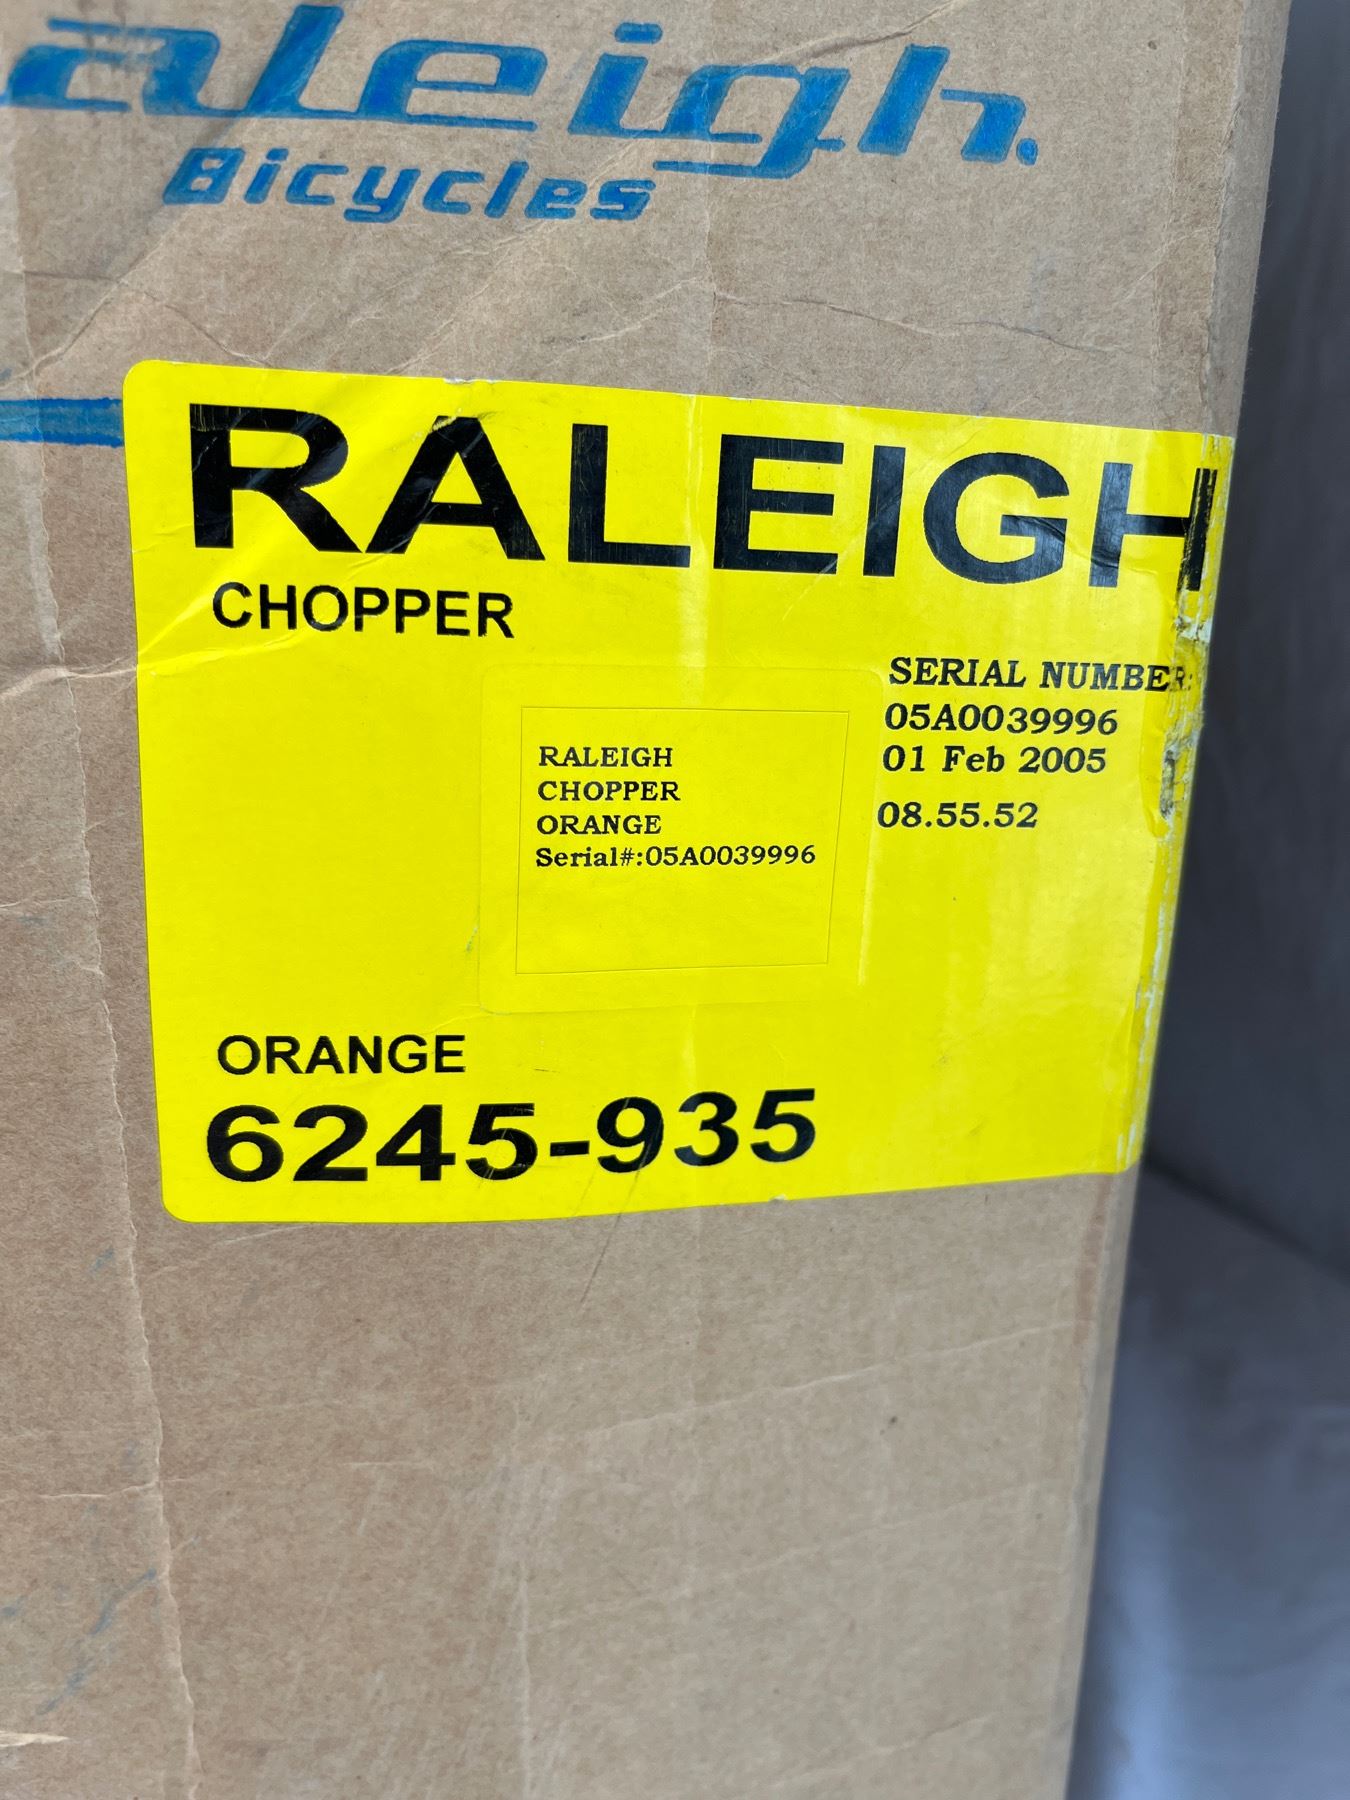 aleigh.
Bicycles
RALEIGH
CHOPPER
SERIAL NUMBER:
05A0039996
01 Feb 2005
08.55.52
RALEIGH
CHOPPER
ORANGE
Serial#:05A0039996
ORANGE
6245-935